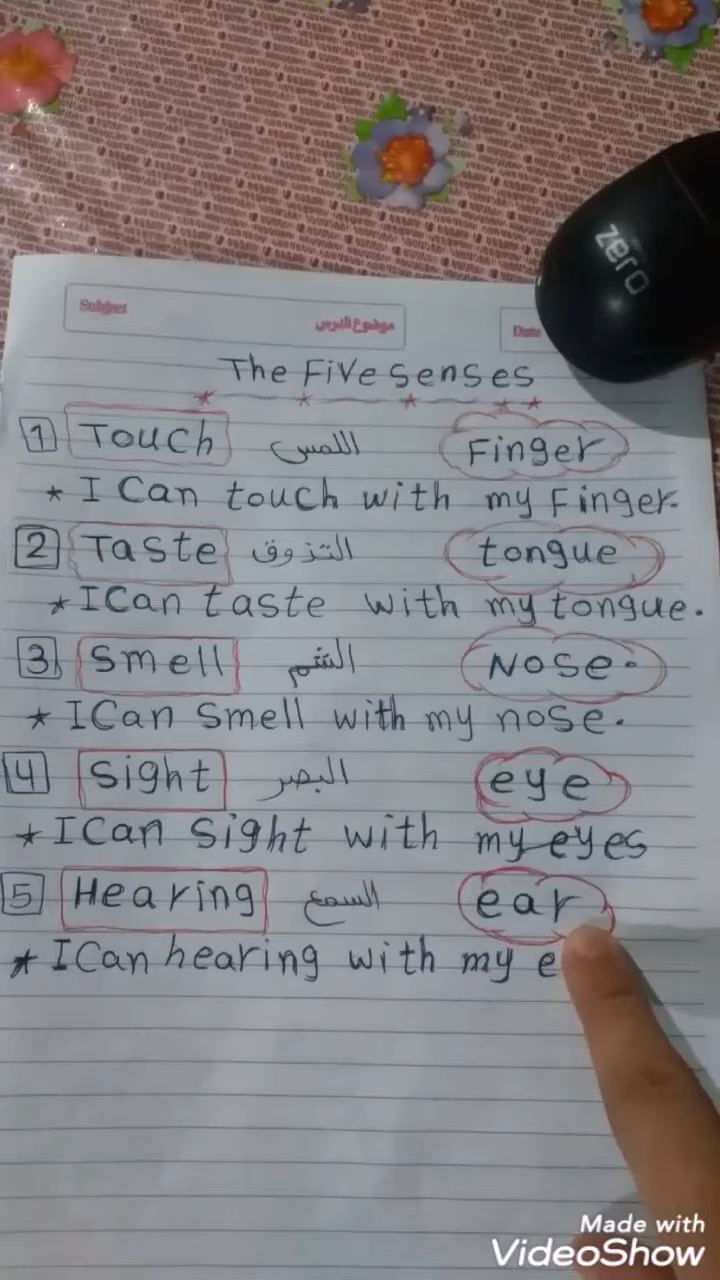 zero
Subject
موضوع الدرس
Date
The Five senses
1 Touch اللمس Finger
* I Can touch with my Finger.
2 Taste التزوق tongue
* I Can taste with my tongue.
3 Smell الشم Nose.
* I Can Smell with my nose.
4 Sight البصر eye
* I Can Sight with my eyes
5 Hearing السمع ear
* I Can hearing with my e
Made with
VideoShow